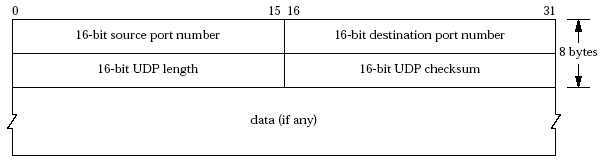 0 15 16 31
16-bit source port number 16-bit destination port number
8 bytes
16-bit UDP length 16-bit UDP checksum
data (if any)